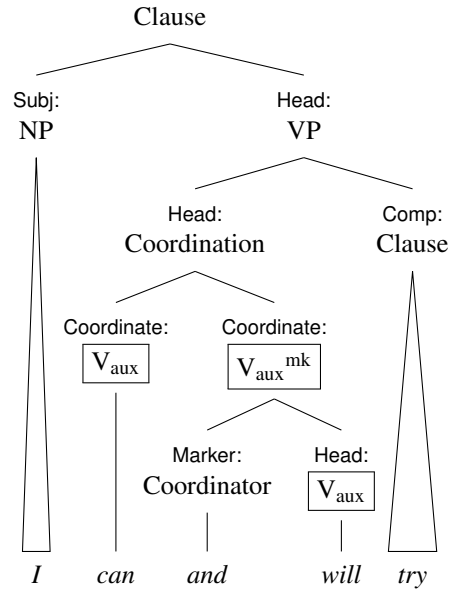 Clause
Subj: Head:
NP VP
Head: Comp:
Coordination Clause
Coordinate: Coordinate:
V_aux V_aux^mk
Marker: Head:
Coordinator V_aux
I can and will try